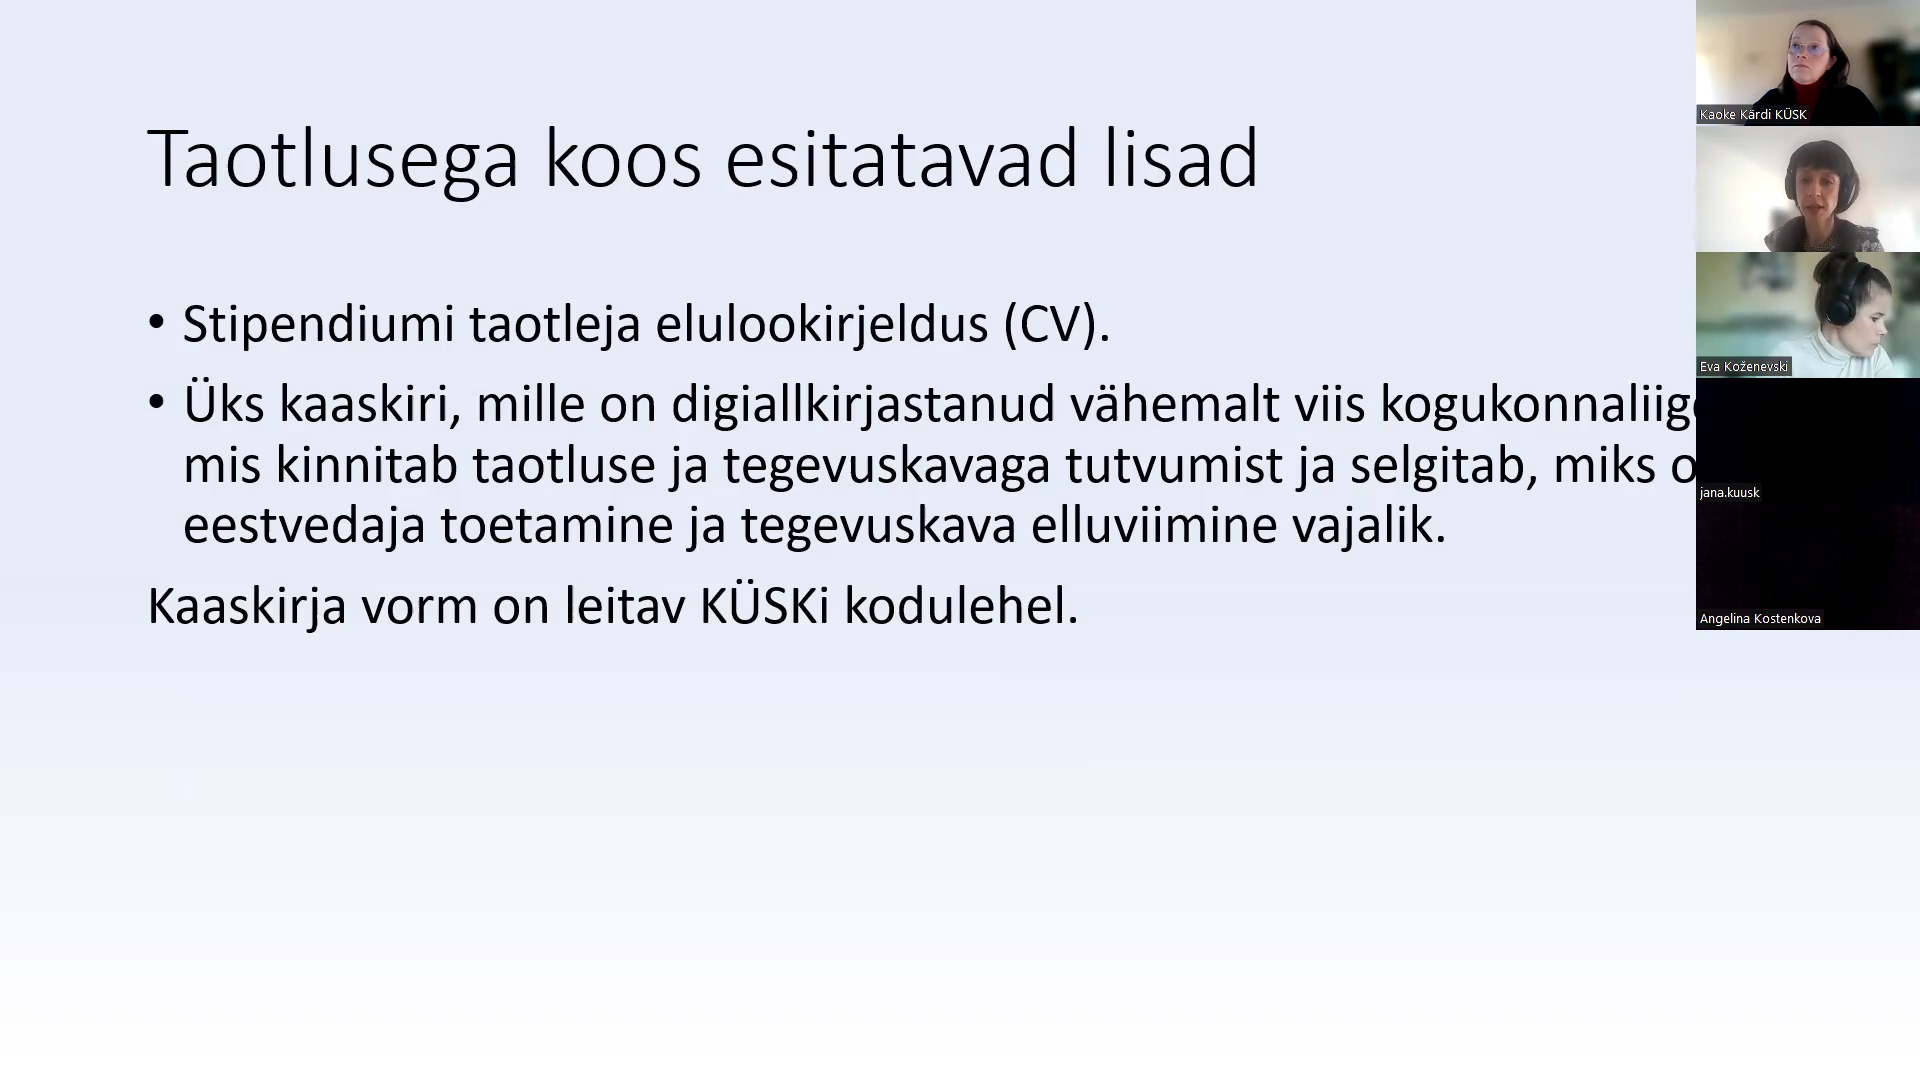 Taotlusega koos esitatavad lisad
• Stipendiumi taotleja elulookirjeldus (CV).
• Üks kaaskiri, mille on digiallkirjastanud vähemalt viis
mis kinnitab taotluse ja tegevuskavaga tutvumist ja selgitab, miks
eestvedaja toetamine ja tegevuskava elluviimine vajalik.
Kaaskirja vorm on leitav KÜSKi kodulehel.
Kaoke Kärdi KÜSK
Eva Koženevski
jana.kuusk
Angelina Kostenkova